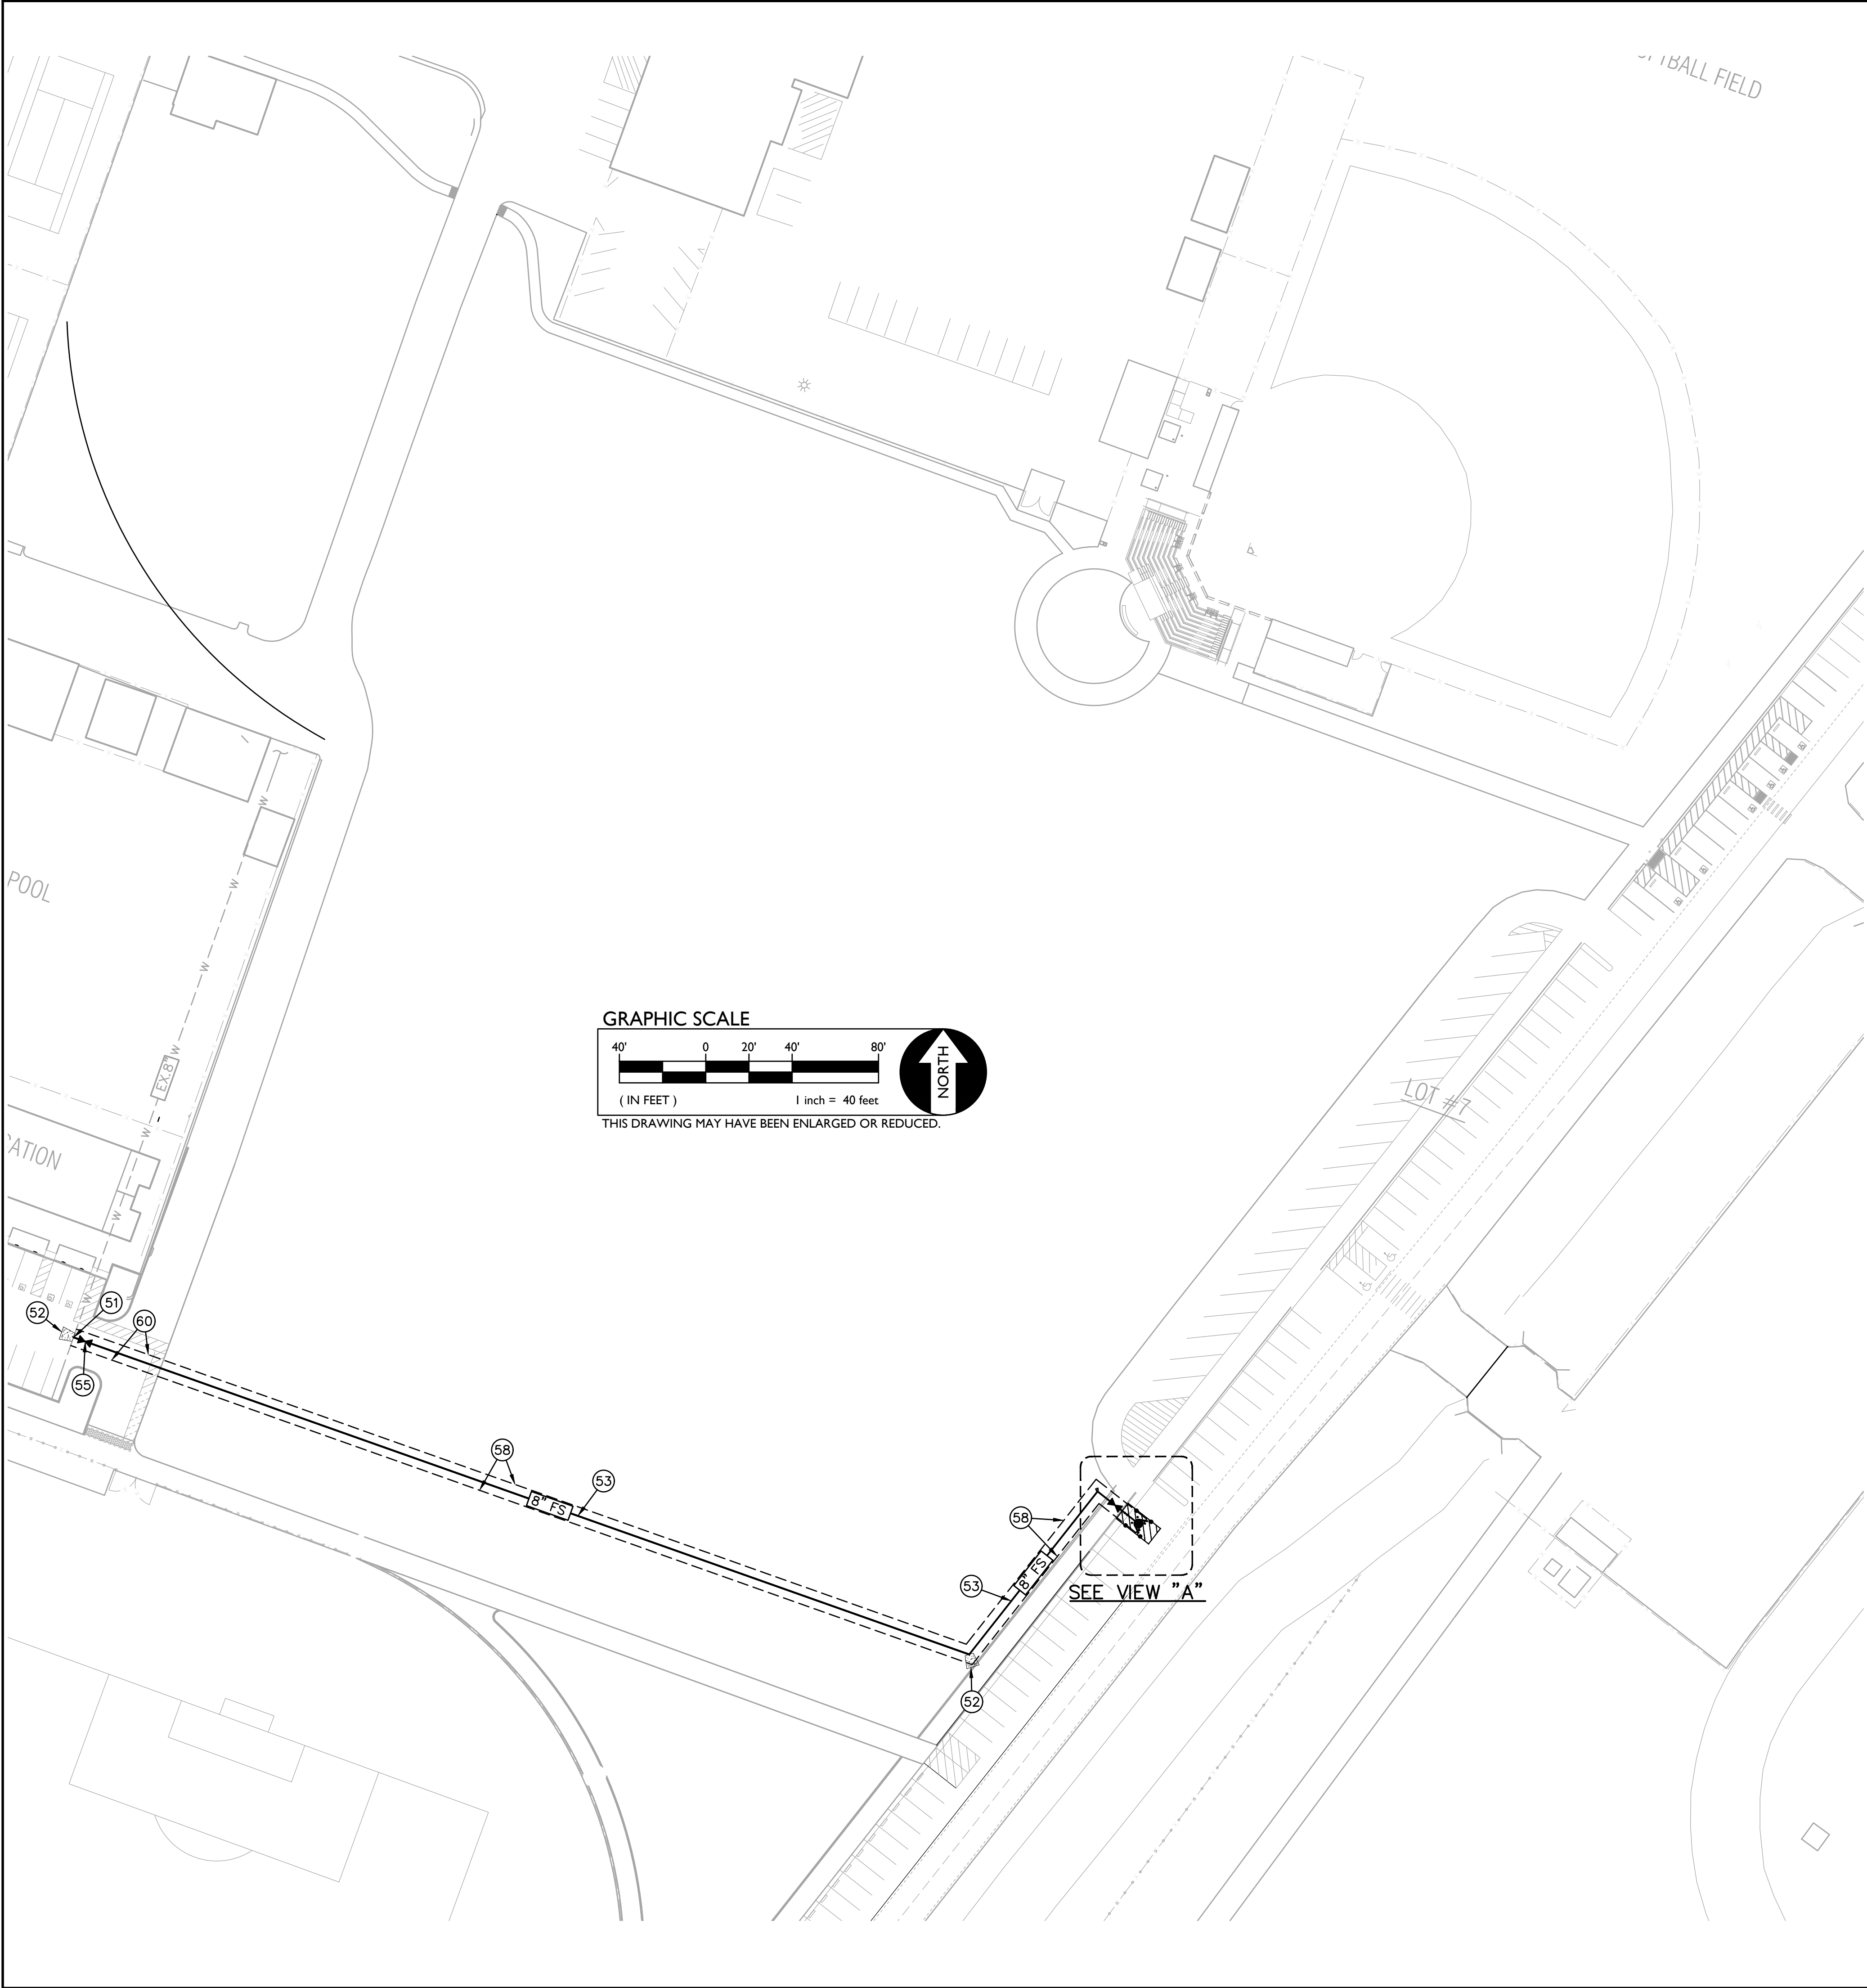 BALL FIELD
POOL
W
W
W
W
EX.8"
W
W
W
W
GRAPHIC SCALE
40' 0 20' 40' 80'
( IN FEET ) 1 inch = 40 feet
NORTH
THIS DRAWING MAY HAVE BEEN ENLARGED OR REDUCED.
LOT #7
CATION
52
51
60
55
58
53
8" FS
58
8" FS
53
SEE VIEW "A"
52